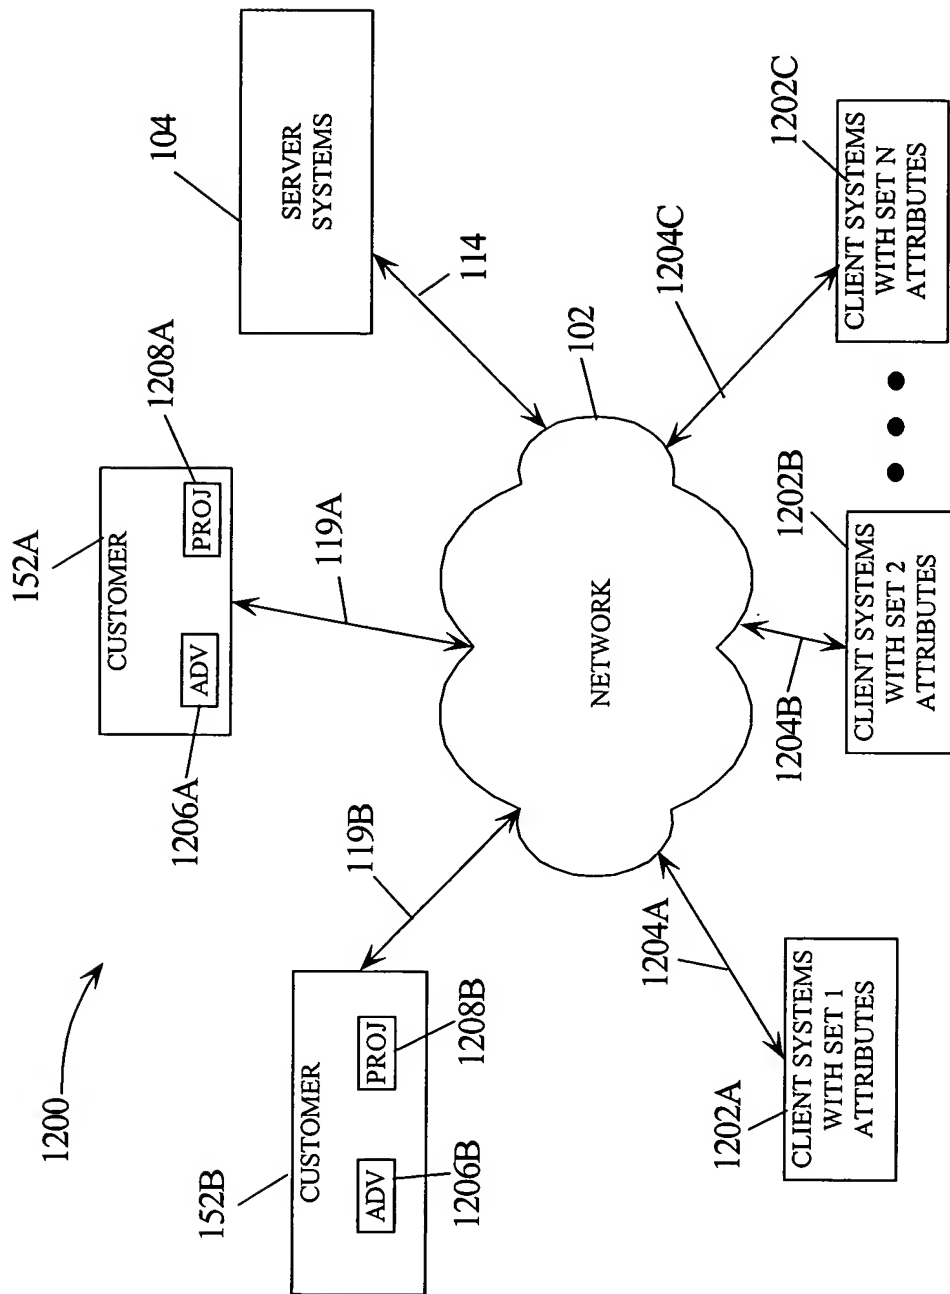 1200
152B
CUSTOMER
ADV
PROJ
1206B
1208B
119B
152A
CUSTOMER
ADV
PROJ
1206A
1208A
119A
104
SERVER
SYSTEMS
114
NETWORK
102
1204A
1202A
CLIENT SYSTEMS
WITH SET 1
ATTRIBUTES
1204B
1202B
CLIENT SYSTEMS
WITH SET 2
ATTRIBUTES
1204C
1202C
CLIENT SYSTEMS
WITH SET N
ATTRIBUTES